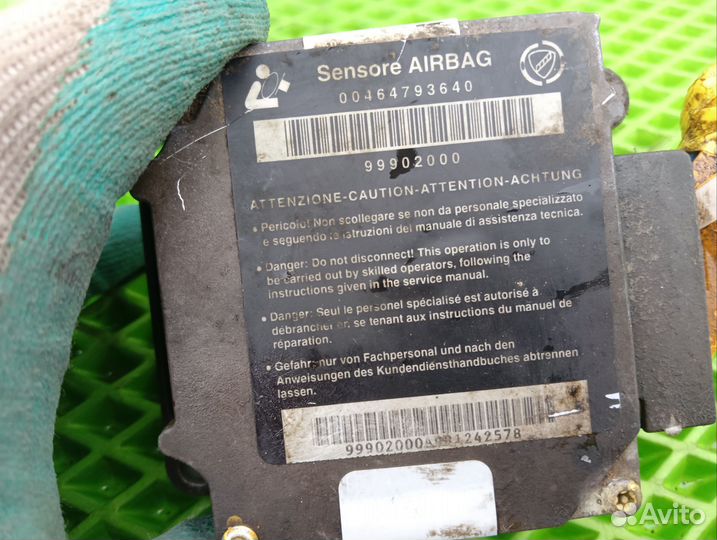 Sensore AIRBAG
00464793640
99902000
ATTENZIONE-CAUTION-ATTENTION-ACHTUNG
• Pericolo! Non scollegare se non da personale specializzato
e seguendo le istruzioni del manuale di assistenza tecnica.
• Danger: Do not disconnect! This operation is only to
be carried out by skilled operators, following the
instructions given in the service manual.
• Danger: Seul le personel spécialisé est autorisé à
débrancher en se tenant aux instructions du manuel de
réparation.
• Gefahr: nur von Fachpersonal und nach den
Anweisungen des Kundendiensthandbuches abtrennen
lassen.
Avito